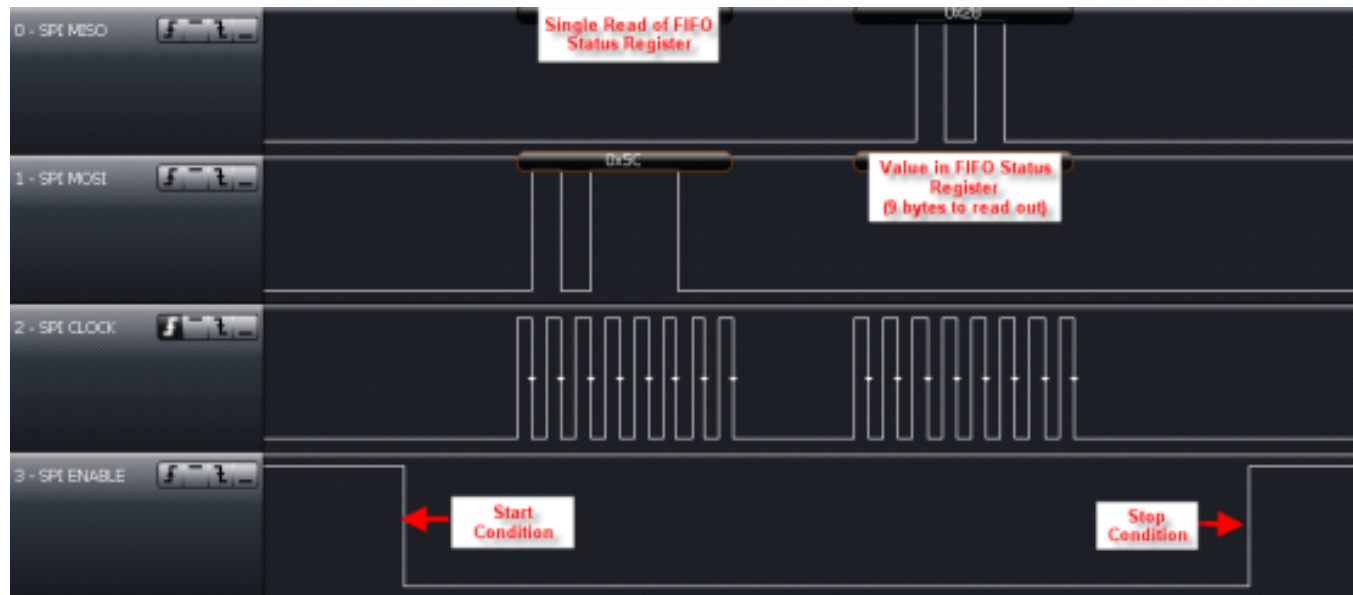 0 - SPI MISO
Single Read of FIFO
Status Register
0x28
1 - SPI MOSI
0x5C
Value in FIFO Status
Register
(9 bytes to read out)
2 - SPI CLOCK
3 - SPI ENABLE
Start
Condition
Stop
Condition